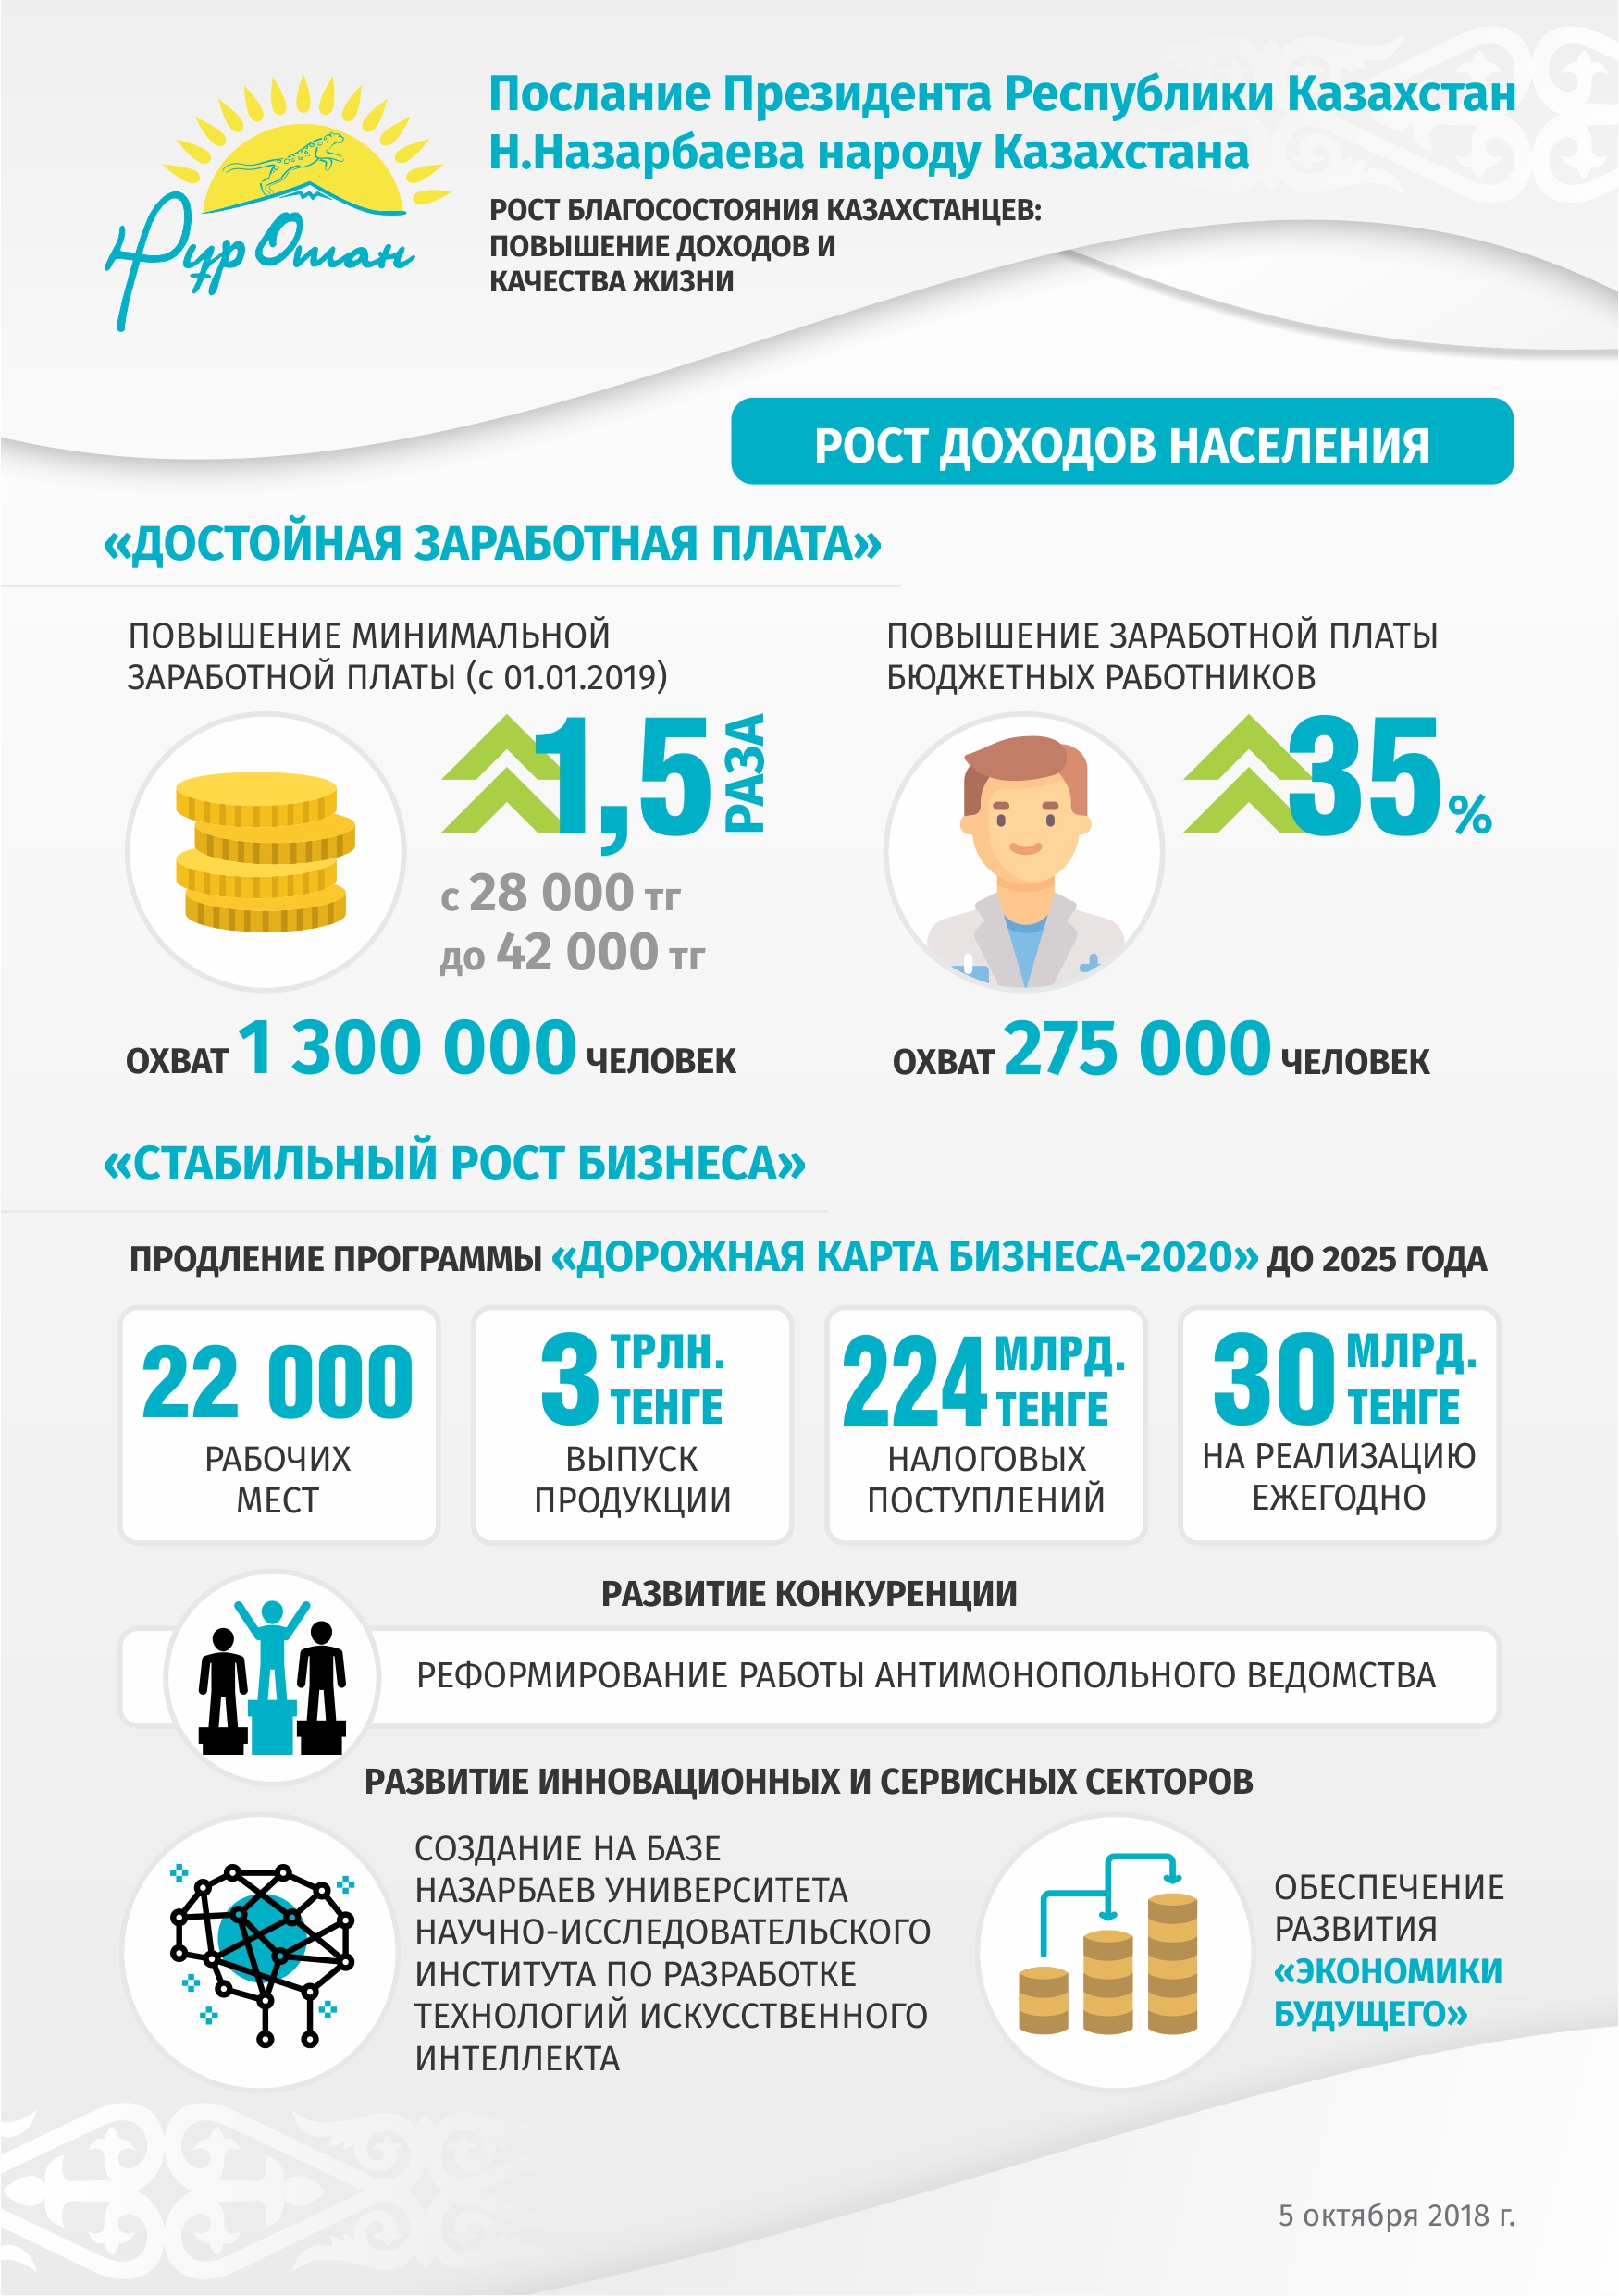 Нұр Отан
Послание Президента Республики Казахстан
Н.Назарбаева народу Казахстана
РОСТ БЛАГОСОСТОЯНИЯ КАЗАХСТАНЦЕВ:
ПОВЫШЕНИЕ ДОХОДОВ И
КАЧЕСТВА ЖИЗНИ
РОСТ ДОХОДОВ НАСЕЛЕНИЯ
«ДОСТОЙНАЯ ЗАРАБОТНАЯ ПЛАТА»
ПОВЫШЕНИЕ МИНИМАЛЬНОЙ
ЗАРАБОТНОЙ ПЛАТЫ (с 01.01.2019)
1,5 РАЗА
с 28 000 тг
до 42 000 тг
ОХВАТ 1 300 000 ЧЕЛОВЕК
ПОВЫШЕНИЕ ЗАРАБОТНОЙ ПЛАТЫ
БЮДЖЕТНЫХ РАБОТНИКОВ
35%
ОХВАТ 275 000 ЧЕЛОВЕК
«СТАБИЛЬНЫЙ РОСТ БИЗНЕСА»
ПРОДЛЕНИЕ ПРОГРАММЫ «ДОРОЖНАЯ КАРТА БИЗНЕСА-2020» ДО 2025 ГОДА
22 000
РАБОЧИХ
МЕСТ
3 ТРЛН.
ТЕНГЕ
ВЫПУСК
ПРОДУКЦИИ
224 МЛРД.
ТЕНГЕ
НАЛОГОВЫХ
ПОСТУПЛЕНИЙ
30 МЛРД.
ТЕНГЕ
НА РЕАЛИЗАЦИЮ
ЕЖЕГОДНО
РАЗВИТИЕ КОНКУРЕНЦИИ
РЕФОРМИРОВАНИЕ РАБОТЫ АНТИМОНОПОЛЬНОГО ВЕДОМСТВА
РАЗВИТИЕ ИННОВАЦИОННЫХ И СЕРВИСНЫХ СЕКТОРОВ
СОЗДАНИЕ НА БАЗЕ
НАЗАРБАЕВ УНИВЕРСИТЕТА
НАУЧНО-ИССЛЕДОВАТЕЛЬСКОГО
ИНСТИТУТА ПО РАЗРАБОТКЕ
ТЕХНОЛОГИЙ ИСКУССТВЕННОГО
ИНТЕЛЛЕКТА
ОБЕСПЕЧЕНИЕ
РАЗВИТИЯ
«ЭКОНОМИКИ
БУДУЩЕГО»
5 октября 2018 г.